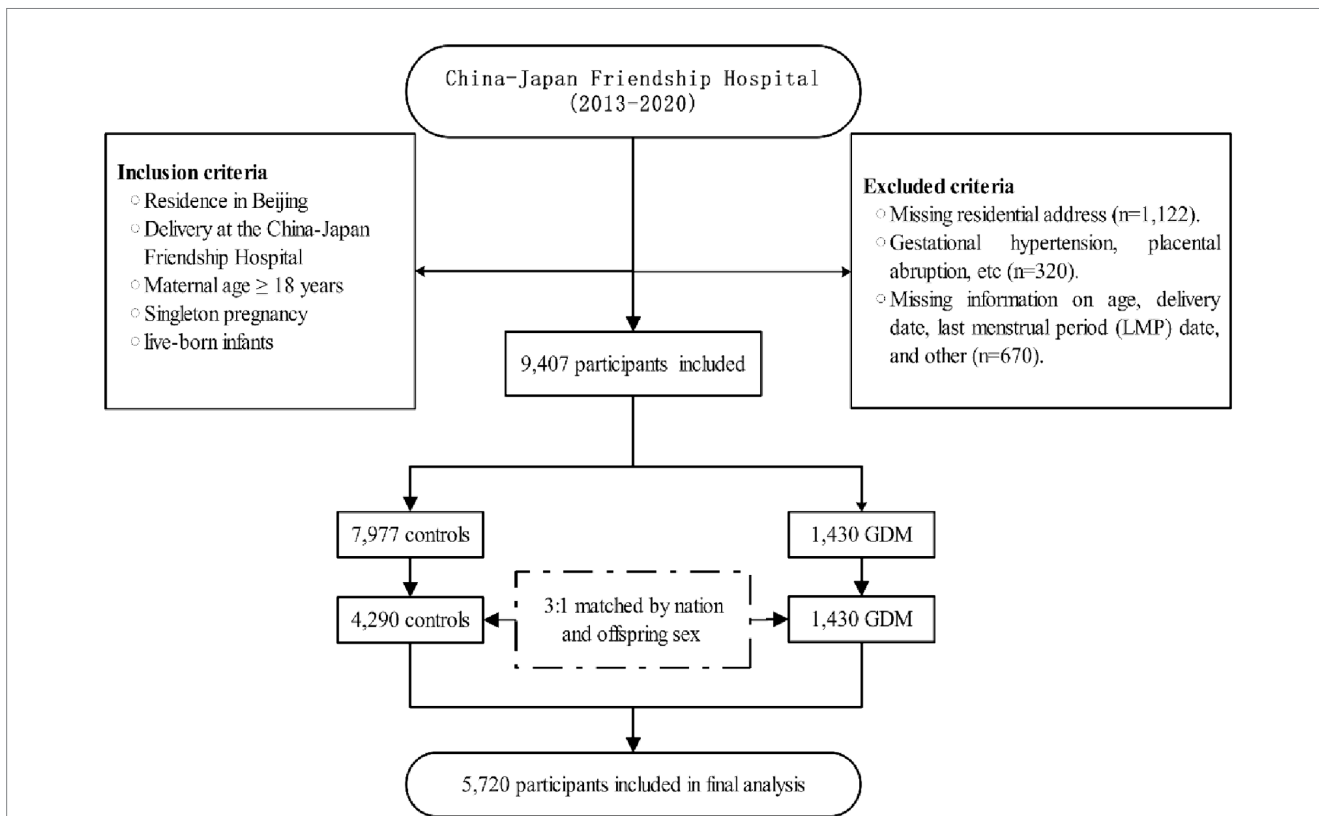 China-Japan Friendship Hospital
(2013-2020)
Inclusion criteria
○ Residence in Beijing
○ Delivery at the China-Japan
Friendship Hospital
○ Maternal age ≥ 18 years
○ Singleton pregnancy
○ live-born infants
Excluded criteria
○ Missing residential address (n=1,122).
○ Gestational hypertension, placental
abruption, etc (n=320).
○ Missing information on age, delivery
date, last menstrual period (LMP) date,
and other (n=670).
9,407 participants included
7,977 controls
1,430 GDM
4,290 controls
3:1 matched by nation
and offspring sex
1,430 GDM
5,720 participants included in final analysis